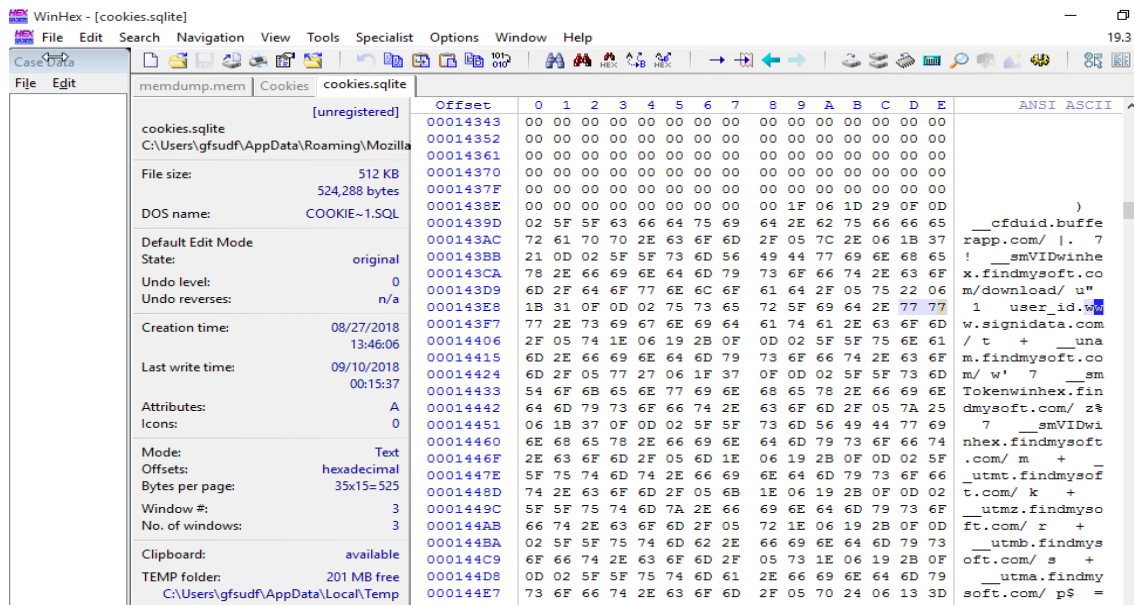 WinHex - [cookies.sqlite]
File Edit Search Navigation View Tools Specialist Options Window Help 19.3
Case Data
File Edit
memdump.mem Cookies cookies.sqlite
[unregistered]
cookies.sqlite
C:\Users\gfsudf\AppData\Roaming\Mozilla
File size: 512 KB
524,288 bytes
DOS name: COOKIE~1.SQL
Default Edit Mode
State: original
Undo level: 0
Undo reverses: n/a
Creation time: 08/27/2018
13:46:06
Last write time: 09/10/2018
00:15:37
Attributes: A
Icons: 0
Mode: Text
Offsets: hexadecimal
Bytes per page: 35x15=525
Window #: 3
No. of windows: 3
Clipboard: available
TEMP folder: 201 MB free
C:\Users\gfsudf\AppData\Local\Temp
Offset 0 1 2 3 4 5 6 7 8 9 A B C D E ANSI ASCII
00014343 00 00 00 00 00 00 00 00 00 00 00 00 00 00 00
00014352 00 00 00 00 00 00 00 00 00 00 00 00 00 00 00
00014361 00 00 00 00 00 00 00 00 00 00 00 00 00 00 00
00014370 00 00 00 00 00 00 00 00 00 00 00 00 00 00 00
0001437F 00 00 00 00 00 00 00 00 00 00 00 00 00 00 00
0001438E 00 00 00 00 00 00 00 00 00 1F 06 1D 29 0F 0D )
0001439D 02 5F 5F 63 66 64 75 69 64 2E 62 75 66 66 65 __cfduid.buffe
000143AC 72 61 70 70 2E 63 6F 6D 2F 05 7C 2E 06 1B 37 rapp.com/ |. 7
000143BB 21 0D 02 5F 5F 73 6D 56 49 44 77 69 6E 68 65 ! __smVIDwinhe
000143CA 78 2E 66 69 6E 64 6D 79 73 6F 66 74 2E 63 6F x.findmysoft.co
000143D9 6D 2F 64 6F 77 6E 6C 6F 61 64 2F 05 75 22 06 m/download/ u"
000143E8 1B 31 0F 0D 02 75 73 65 72 5F 69 64 2E 77 77 1 user_id.ww
000143F7 77 2E 73 69 67 6E 69 64 61 74 61 2E 63 6F 6D w.signidata.com
00014406 2F 05 74 1E 06 19 2B 0F 0D 02 5F 5F 75 6E 61 / t + __una
00014415 6D 2E 66 69 6E 64 6D 79 73 6F 66 74 2E 63 6F m.findmysoft.co
00014424 6D 2F 05 77 27 06 1F 37 0F 0D 02 5F 5F 73 6D m/ w' 7 __sm
00014433 54 6F 6B 65 6E 77 69 6E 68 65 78 2E 66 69 6E Tokenwinhex.fin
00014442 64 6D 79 73 6F 66 74 2E 63 6F 6D 2F 05 7A 25 dmysoft.com/ z%
00014451 06 1B 37 0F 0D 02 5F 5F 73 6D 56 49 44 77 69 7 __smVIDwi
00014460 6E 68 65 78 2E 66 69 6E 64 6D 79 73 6F 66 74 nhex.findmysoft
0001446F 2E 63 6F 6D 2F 05 6D 1E 06 19 2B 0F 0D 02 5F .com/ m + _
0001447E 5F 75 74 6D 74 2E 66 69 6E 64 6D 79 73 6F 66 _utmt.findmysof
0001448D 74 2E 63 6F 6D 2F 05 6B 1E 06 19 2B 0F 0D 02 t.com/ k +
0001449C 5F 5F 75 74 6D 7A 2E 66 69 6E 64 6D 79 73 6F __utmz.findmyso
000144AB 66 74 2E 63 6F 6D 2F 05 72 1E 06 19 2B 0F 0D ft.com/ r +
000144BA 02 5F 5F 75 74 6D 62 2E 66 69 6E 64 6D 79 73 __utmb.findmys
000144C9 6F 66 74 2E 63 6F 6D 2F 05 73 1E 06 19 2B 0F oft.com/ s +
000144D8 0D 02 5F 5F 75 74 6D 61 2E 66 69 6E 64 6D 79 __utma.findmy
000144E7 73 6F 66 74 2E 63 6F 6D 2F 05 70 24 06 13 3D soft.com/ p$ =